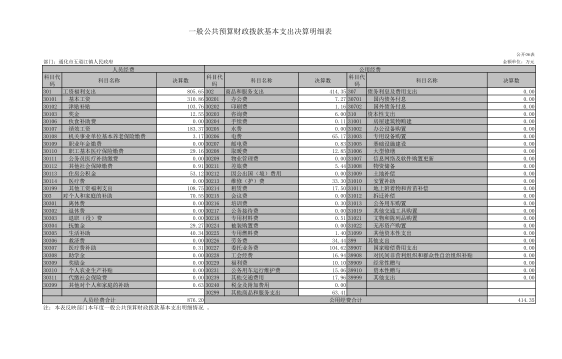 一般公共预算财政拨款基本支出决算明细表
公开06表
部门：通化市五道江镇人民政府 金额单位：万元
人员经费 公用经费
科目代码 科目名称 决算数 科目代码 科目名称 决算数 科目代码 科目名称 决算数
301 工资福利支出 805.65 302 商品和服务支出 414.35 307 债务利息及费用支出 0.00
30101 基本工资 310.86 30201 办公费 7.27 30701 国内债务付息 0.00
30102 津贴补贴 103.76 30202 印刷费 1.16 30702 国外债务付息 0.00
30103 奖金 12.55 30203 咨询费 0.00 310 资本性支出 0.00
30106 伙食补助费 0.00 30204 手续费 0.11 31001 房屋建筑物购建 0.00
30107 绩效工资 183.37 30205 水费 0.00 31002 办公设备购置 0.00
30108 机关事业单位基本养老保险缴费 3.17 30206 电费 65.17 31003 专用设备购置 0.00
30109 职业年金缴费 0.00 30207 邮电费 0.83 31005 基础设施建设 0.00
30110 职工基本医疗保险缴费 29.16 30208 取暖费 12.85 31006 大型修缮 0.00
30111 公务员医疗补助缴费 0.00 30209 物业管理费 0.00 31007 信息网络及软件购置更新 0.00
30112 其他社会保障缴费 0.91 30211 差旅费 5.44 31008 物资储备 0.00
30113 住房公积金 53.12 30212 因公出国（境）费用 0.00 31009 土地补偿 0.00
30114 医疗费 0.00 30213 维修（护）费 33.30 31010 安置补助 0.00
30199 其他工资福利支出 108.75 30214 租赁费 17.50 31011 地上附着物和青苗补偿 0.00
303 对个人和家庭的补助 70.55 30215 会议费 0.00 31012 拆迁补偿 0.00
30301 离休费 0.00 30216 培训费 0.30 31013 公务用车购置 0.00
30302 退休费 0.00 30217 公务接待费 0.00 31019 其他交通工具购置 0.00
30303 退职（役）费 0.00 30218 专用材料费 0.51 31021 文物和陈列品购置 0.00
30304 抚恤金 29.27 30224 被装购置费 0.00 31022 无形资产购置 0.00
30305 生活补助 40.34 30225 专用燃料费 1.40 31099 其他资本性支出 0.00
30306 救济费 0.00 30226 劳务费 34.44 399 其他支出 0.00
30307 医疗费补助 0.31 30227 委托业务费 104.62 39907 国家赔偿费用支出 0.00
30308 助学金 0.00 30228 工会经费 16.94 39908 对民间非营利组织和群众性自治组织补贴 0.00
30309 奖励金 0.00 30229 福利费 10.10 39909 经常性赠与 0.00
30310 个人农业生产补贴 0.00 30231 公务用车运行维护费 15.06 39910 资本性赠与 0.00
30311 代缴社会保险费 0.00 30239 其他交通费用 17.96 39999 其他支出 0.00
30399 其他对个人和家庭的补助 0.63 30240 税金及附加费用 0.00
30299 其他商品和服务支出 63.41
人员经费合计 876.20 公用经费合计 414.35
注：本表反映部门本年度一般公共预算财政拨款基本支出明细情况。